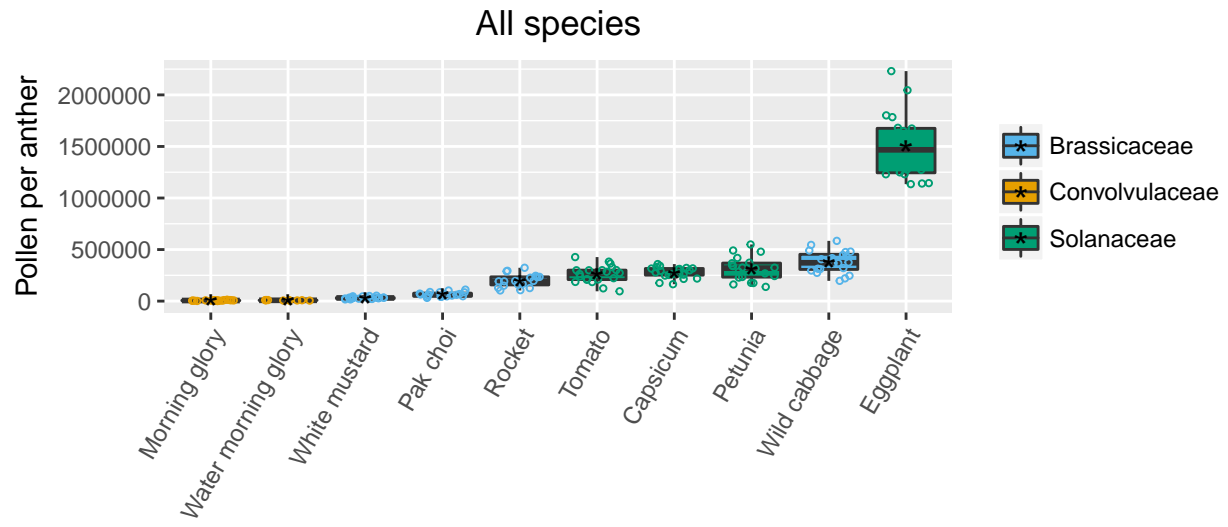 All species
Pollen per anther
2000000
1500000
1000000
500000
0
Morning glory
Water morning glory
White mustard
Pak choi
Rocket
Tomato
Capsicum
Petunia
Wild cabbage
Eggplant
Brassicaceae
Convolvulaceae
Solanaceae